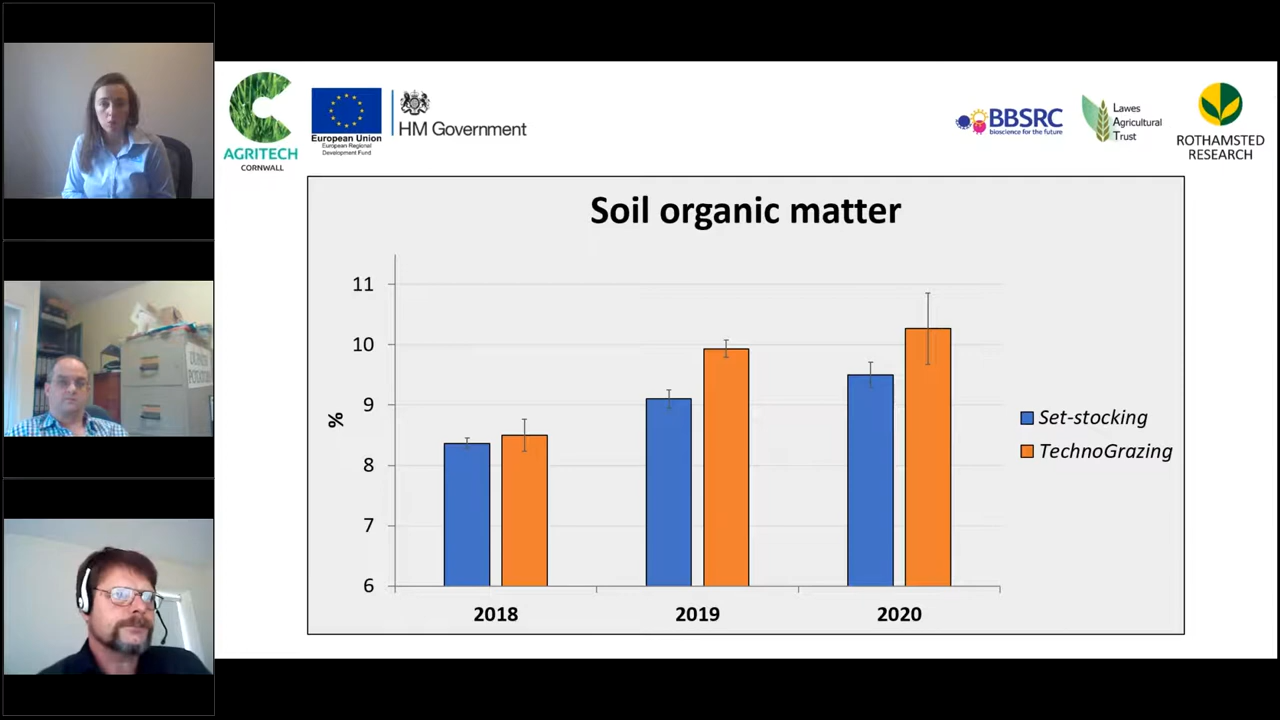 AGRITECH
CORNWALL
European Union
European Regional
Development Fund
HM Government
BBSRC
bioscience for the future
Lawes
Agricultural
Trust
ROTHAMSTED
RESEARCH
Soil organic matter
%
11
10
9
8
7
6
2018
2019
2020
Set-stocking
TechnoGrazing